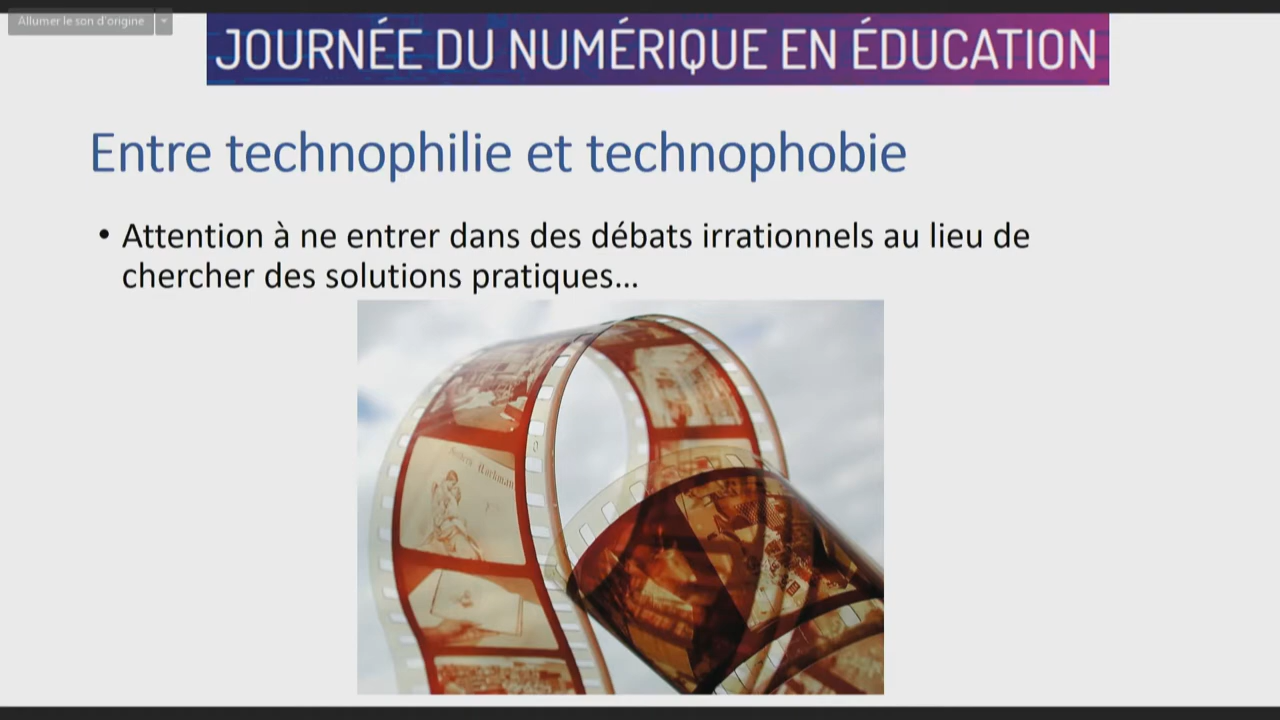 Allumer le son d'origine
JOURNÉE DU NUMÉRIQUE EN ÉDUCATION
Entre technophilie et technophobie
• Attention à ne entrer dans des débats irrationnels au lieu de
chercher des solutions pratiques...